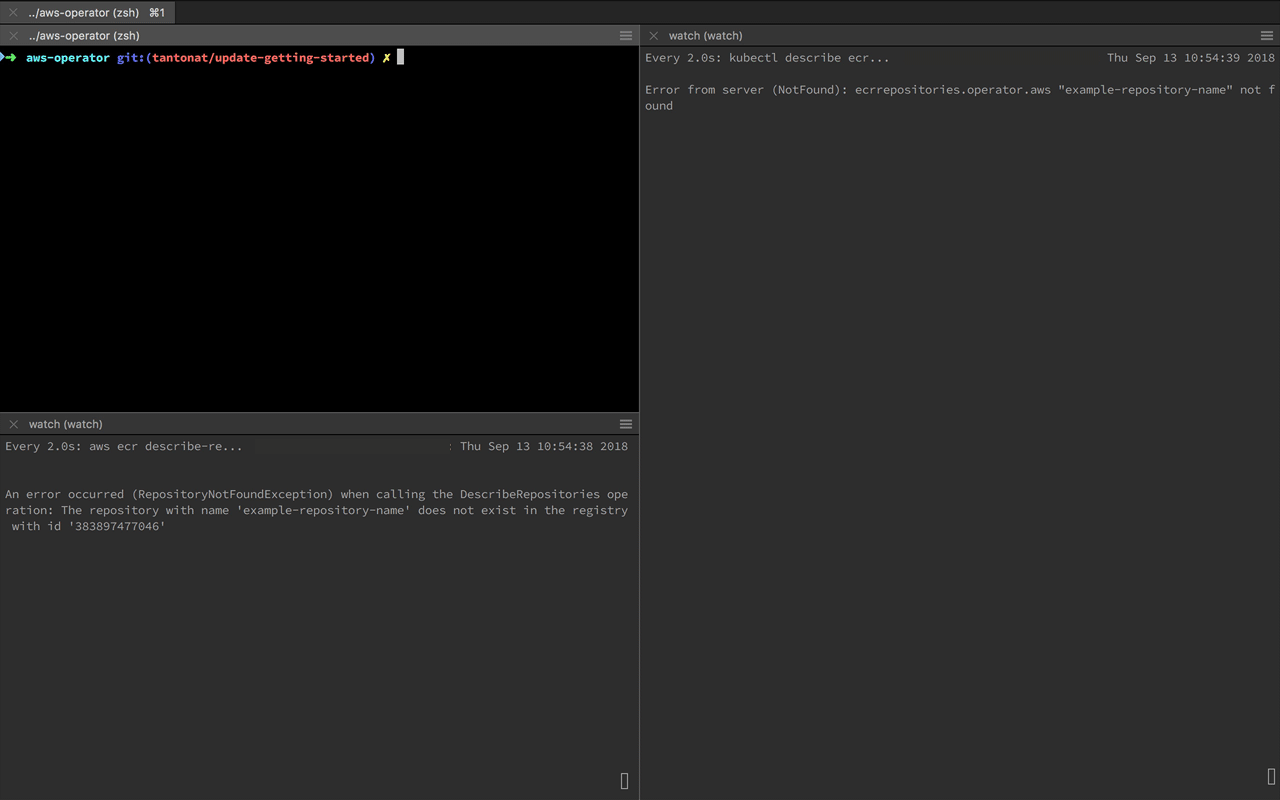 ../aws-operator (zsh) ⌘1
../aws-operator (zsh)
➜ aws-operator git:(tantonat/update-getting-started) ✗
watch (watch)
Every 2.0s: aws ecr describe-re... : Thu Sep 13 10:54:38 2018
An error occurred (RepositoryNotFoundException) when calling the DescribeRepositories ope
ration: The repository with name 'example-repository-name' does not exist in the registry
with id '383897477046'
watch (watch)
Every 2.0s: kubectl describe ecr... Thu Sep 13 10:54:39 2018
Error from server (NotFound): ecrrepositories.operator.aws "example-repository-name" not f
ound